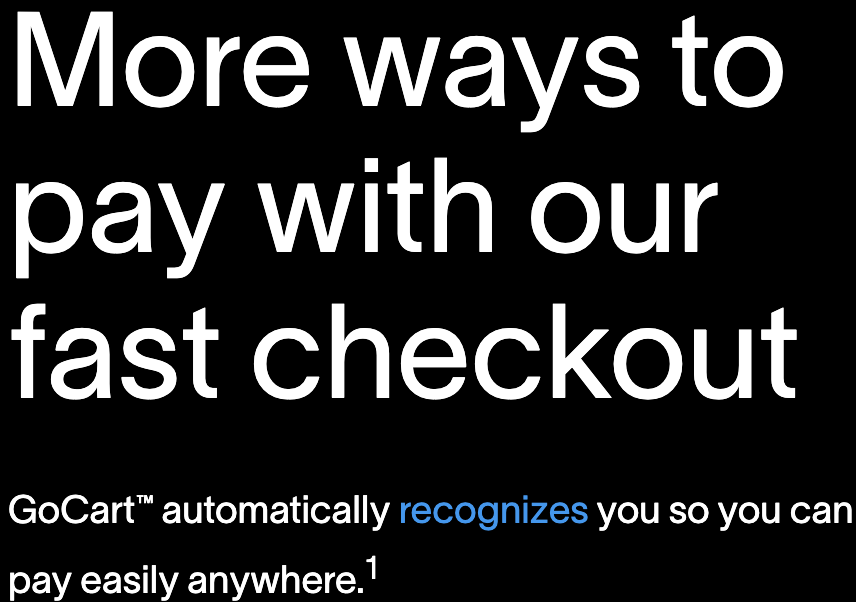 More ways to
pay with our
fast checkout
GoCart™ automatically recognizes you so you can
pay easily anywhere.¹